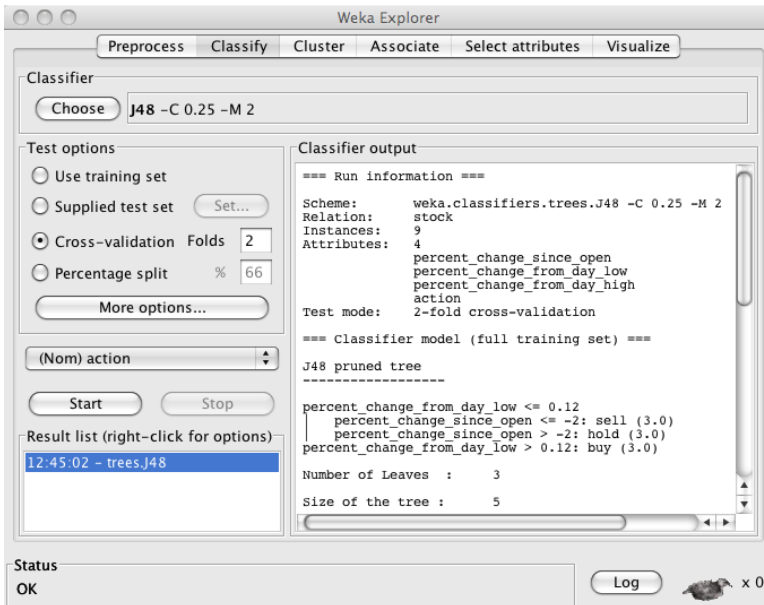 Weka Explorer
Preprocess Classify Cluster Associate Select attributes Visualize
Classifier
Choose J48 -C 0.25 -M 2
Test options
Use training set
Supplied test set Set...
Cross-validation Folds 2
Percentage split % 66
More options...
(Nom) action
Start Stop
Result list (right-click for options)
12:45:02 - trees.J48
Classifier output
=== Run information ===
Scheme: weka.classifiers.trees.J48 -C 0.25 -M 2
Relation: stock
Instances: 9
Attributes: 4
percent_change_since_open
percent_change_from_day_low
percent_change_from_day_high
action
Test mode: 2-fold cross-validation
=== Classifier model (full training set) ===
J48 pruned tree
------------------
percent_change_from_day_low <= 0.12
| percent_change_since_open <= -2: sell (3.0)
| percent_change_since_open > -2: hold (3.0)
percent_change_from_day_low > 0.12: buy (3.0)
Number of Leaves : 3
Size of the tree : 5
Status
OK
Log x 0